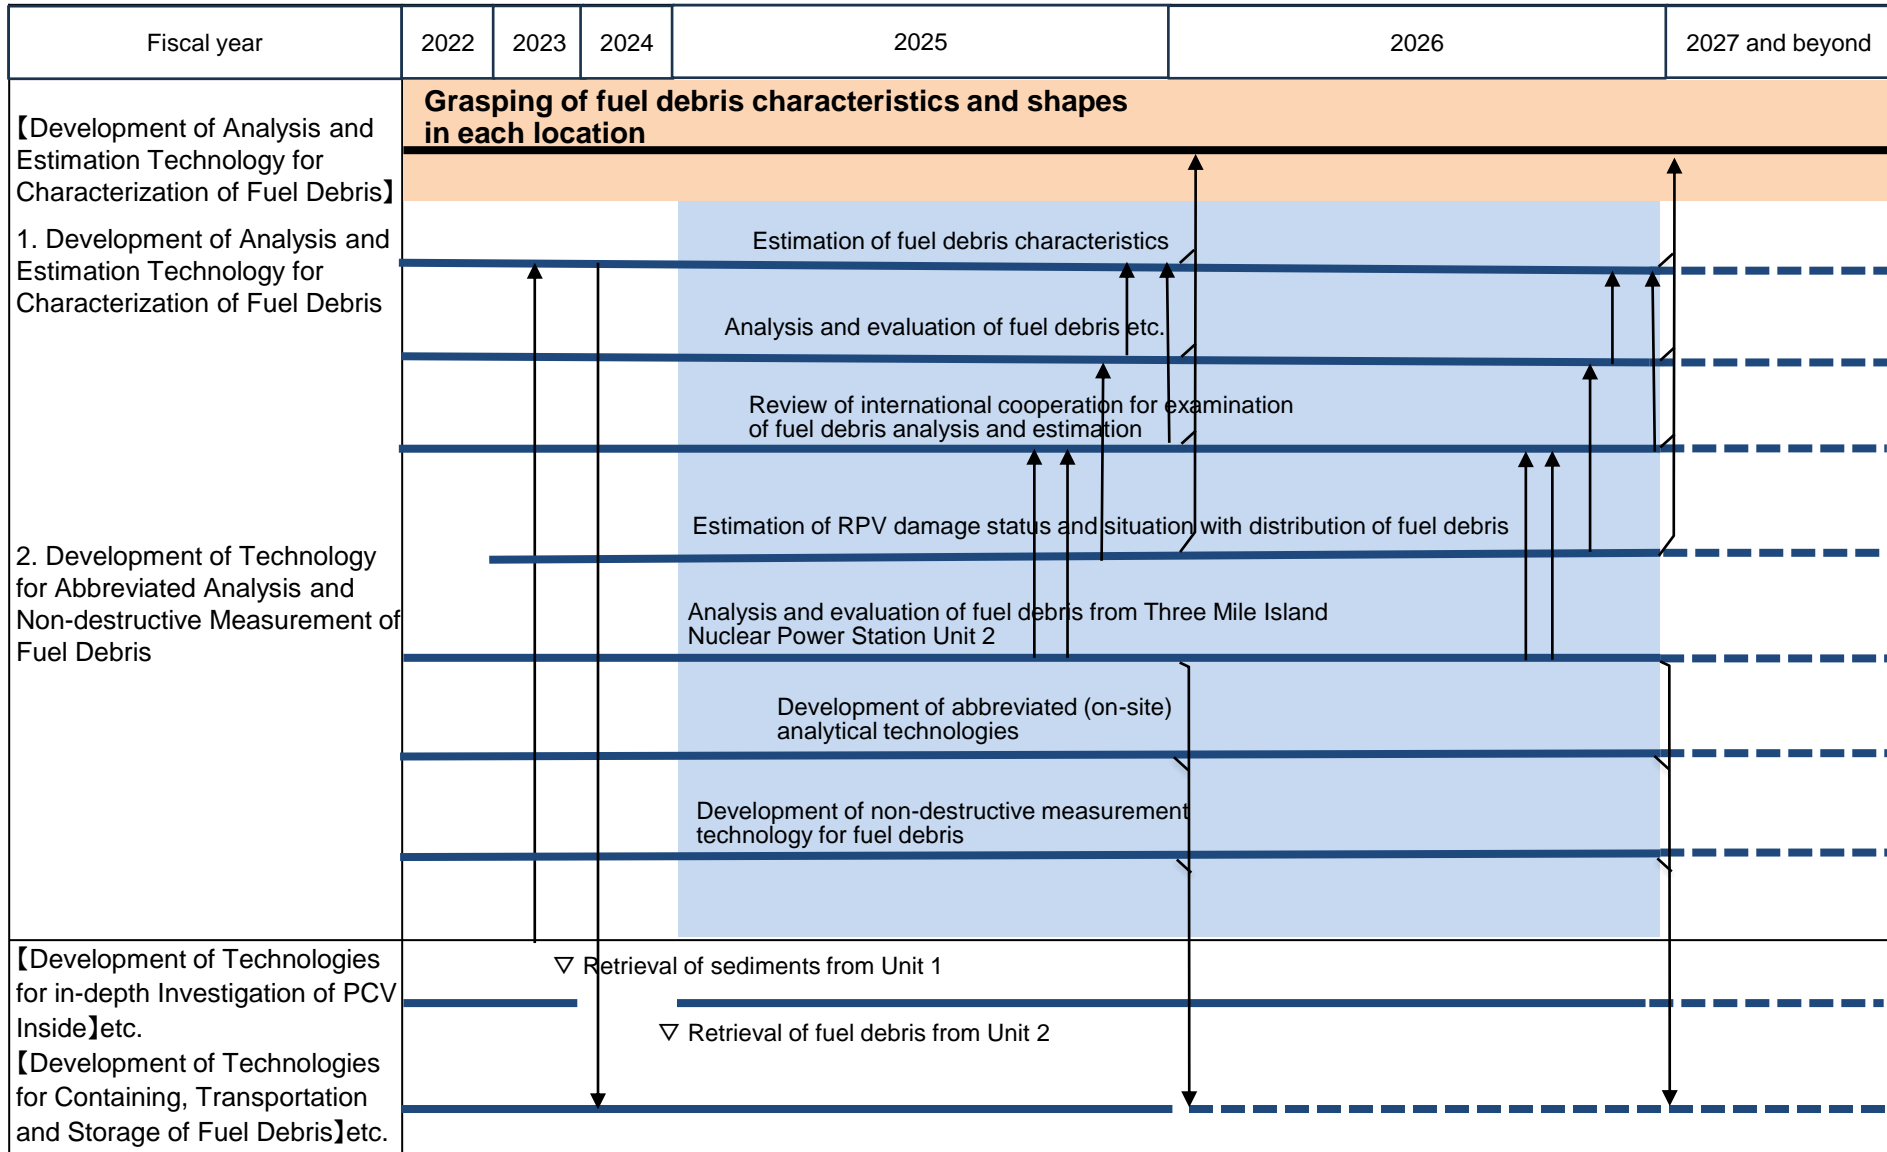 Fiscal year
2022
2023
2024
2025
2026
2027 and beyond
【Development of Analysis and
Estimation Technology for
Characterization of Fuel Debris】
Grasping of fuel debris characteristics and shapes
in each location
1. Development of Analysis and
Estimation Technology for
Characterization of Fuel Debris
Estimation of fuel debris characteristics
Analysis and evaluation of fuel debris etc.
Review of international cooperation for examination
of fuel debris analysis and estimation
Estimation of RPV damage status and situation with distribution of fuel debris
2. Development of Technology
for Abbreviated Analysis and
Non-destructive Measurement of
Fuel Debris
Analysis and evaluation of fuel debris from Three Mile Island
Nuclear Power Station Unit 2
Development of abbreviated (on-site)
analytical technologies
Development of non-destructive measurement
technology for fuel debris
【Development of Technologies
for in-depth Investigation of PCV
Inside】etc.
▽ Retrieval of sediments from Unit 1
▽ Retrieval of fuel debris from Unit 2
【Development of Technologies
for Containing, Transportation
and Storage of Fuel Debris】etc.